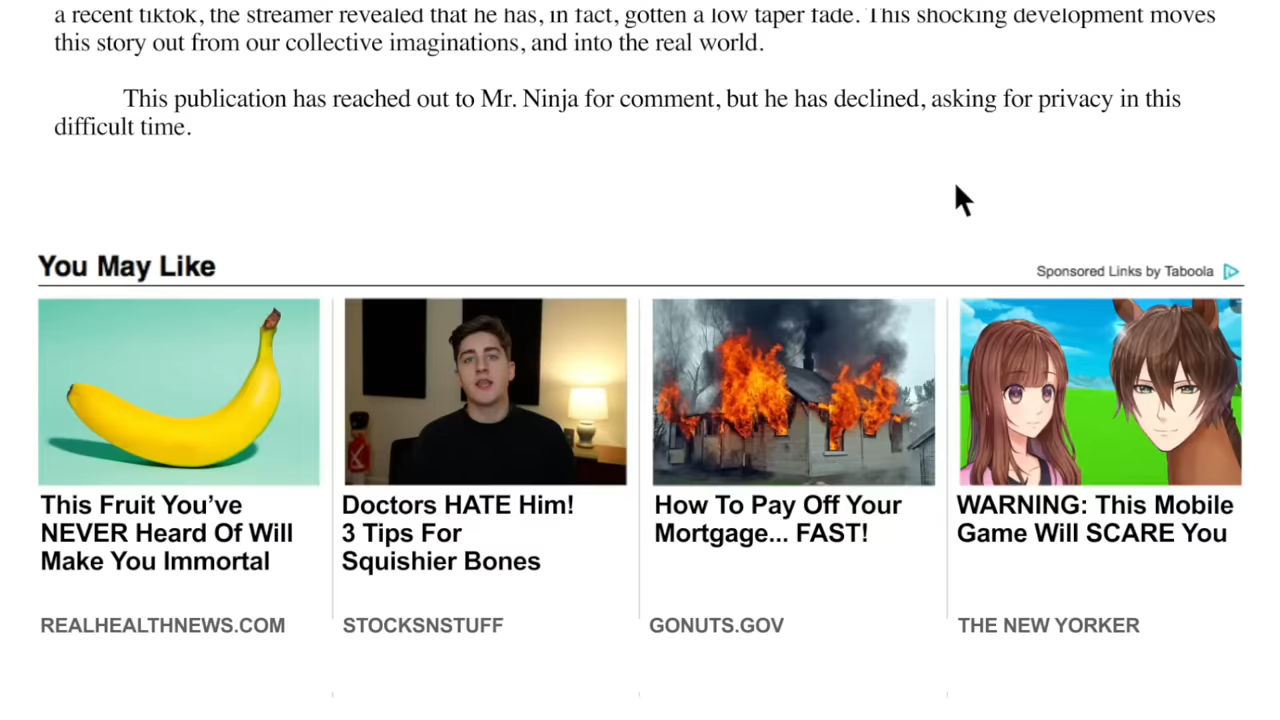 a recent tiktok, the streamer revealed that he has, in fact, gotten a low taper fade. This shocking development moves
this story out from our collective imaginations, and into the real world.
This publication has reached out to Mr. Ninja for comment, but he has declined, asking for privacy in this
difficult time.
You May Like
Sponsored Links by Taboola
This Fruit You’ve
NEVER Heard Of Will
Make You Immortal
REALHEALTHNEWS.COM
Doctors HATE Him!
3 Tips For
Squishier Bones
STOCKSNSTUFF
How To Pay Off Your
Mortgage... FAST!
GONUTS.GOV
WARNING: This Mobile
Game Will SCARE You
THE NEW YORKER